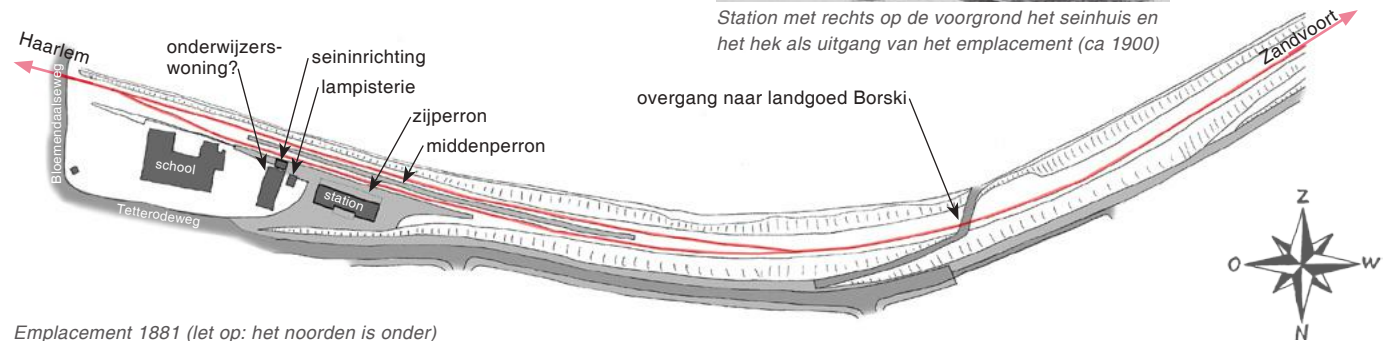 Station met rechts op de voorgrond het seinhuis en
het hek als uitgang van het emplacement (ca 1900)
Haarlem
Zandvoort
onderwijzers-
woning?
seininrichting
lampisterie
zijperron
middenperron
overgang naar landgoed Borski
Bloemendaalseweg
school
station
Tetterodeweg
Z
O
W
N
Emplacement 1881 (let op: het noorden is onder)